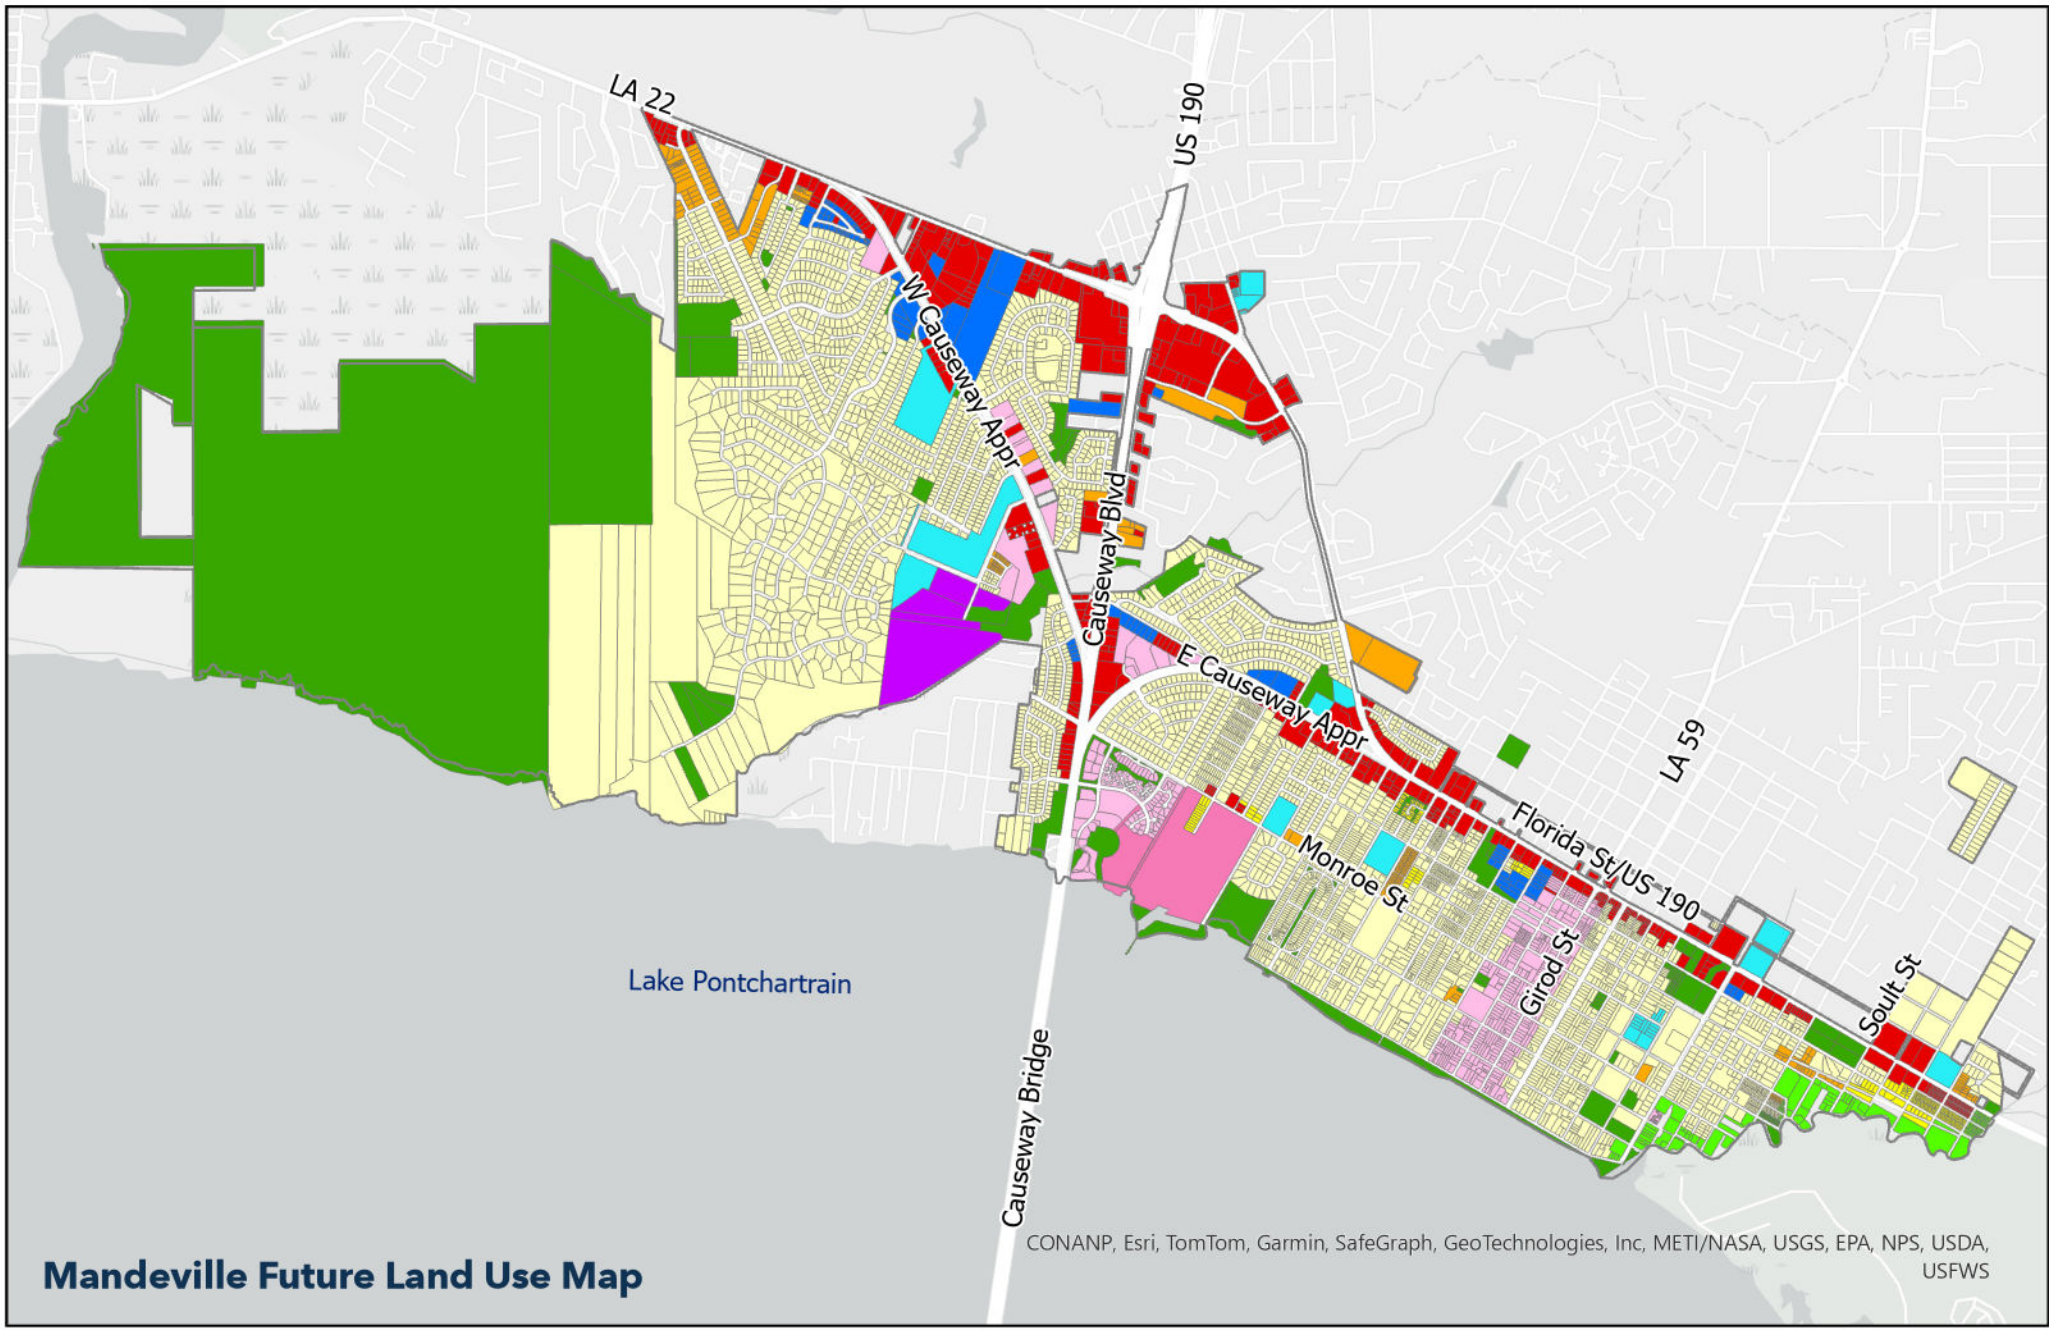 LA 22
US 190
W Causeway Appr
Causeway Blvd
E Causeway Appr
LA 59
Florida St/US 190
Monroe St
Girod St
Soult St
Lake Pontchartrain
Causeway Bridge
CONANP, Esri, TomTom, Garmin, SafeGraph, GeoTechnologies, Inc, METI/NASA, USGS, EPA, NPS, USDA,
USFWS
Mandeville Future Land Use Map